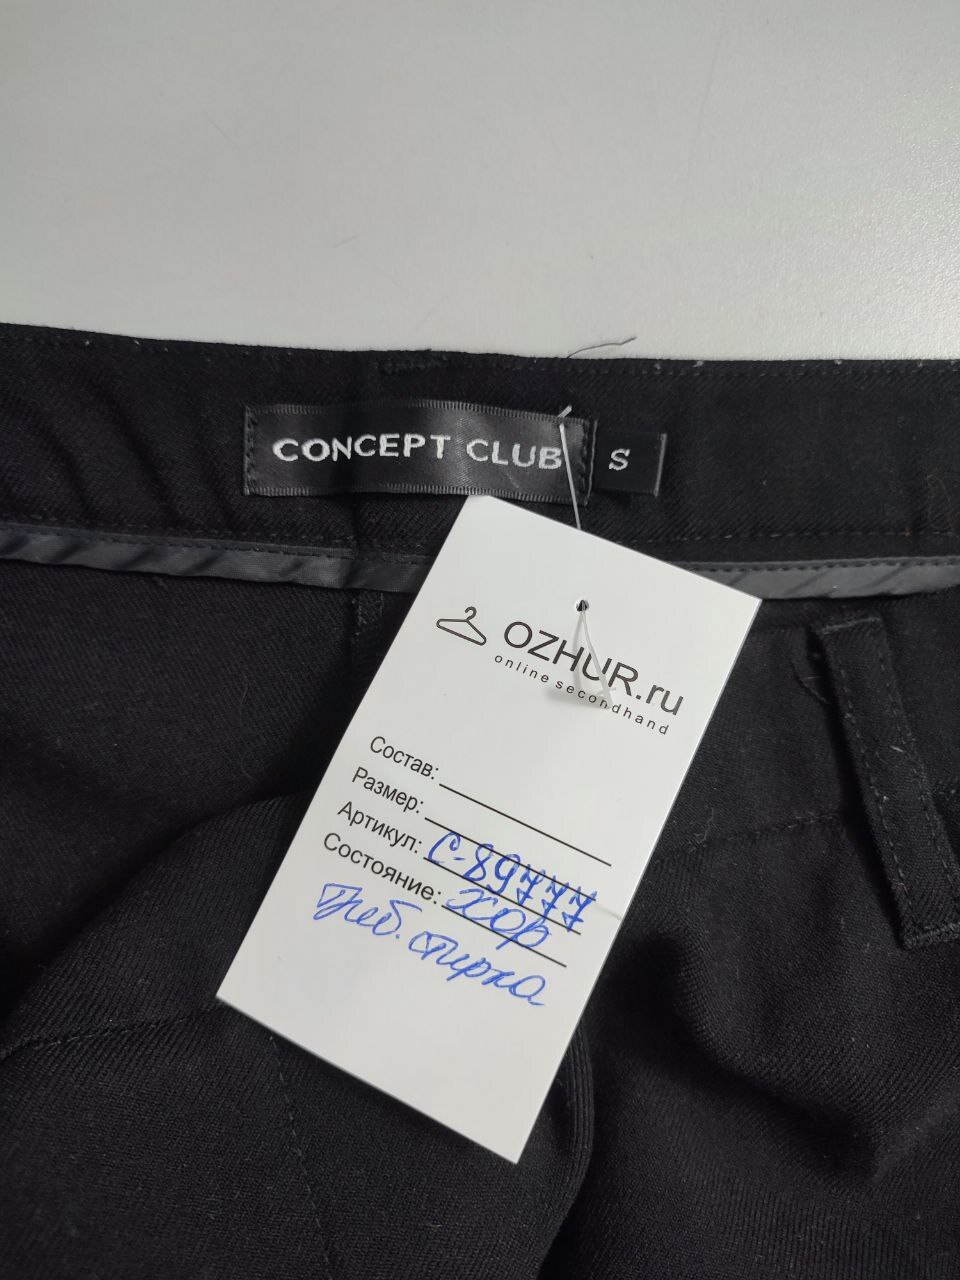 CONCEPT CLUB
S
OZHUR.ru
online secondhand
Состав:
Размер:
Артикул: С-89777
Состояние: хор
Треб. стирка